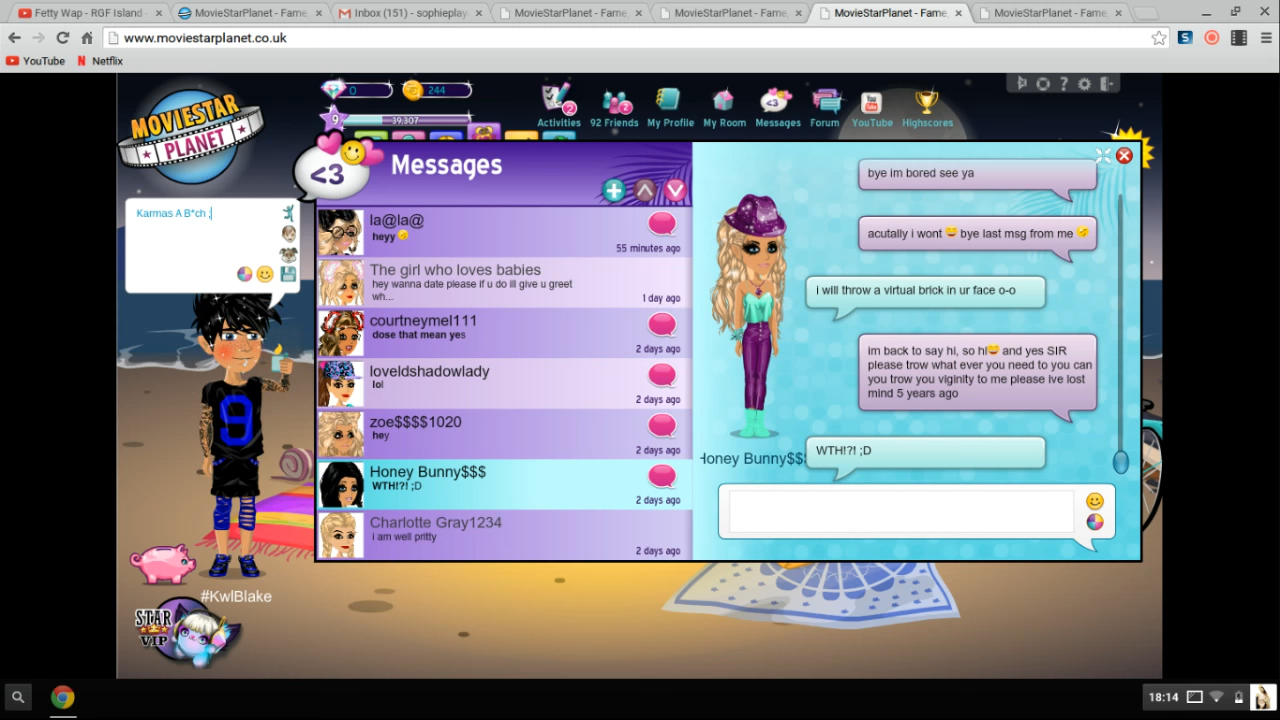 Fetty Wap - RGF Island -
MovieStarPlanet - Fame,
Inbox (151) - sophieplay
MovieStarPlanet - Fame,
MovieStarPlanet - Fame,
MovieStarPlanet - Fame,
MovieStarPlanet - Fame,
www.moviestarplanet.co.uk
YouTube
Netflix
MOVIESTAR
PLANET
0
244
9
39,307
2
2
<3
You Tube
Activities
92 Friends
My Profile
My Room
Messages
Forum
YouTube
Highscores
Karmas A B*ch ;
<3
Messages
la@la@
heyy
55 minutes ago
The girl who loves babies
hey wanna date please if u do ill give u greet
wh...
1 day ago
courtneymel111
dose that mean yes
2 days ago
loveldshadowlady
lol
2 days ago
zoe$$$$1020
hey
2 days ago
Honey Bunny$$$
WTH!?! ;D
2 days ago
Charlotte Gray1234
i am well pritty
2 days ago
bye im bored see ya
acutally i wont 😄 bye last msg from me
i will throw a virtual brick in ur face o-o
im back to say hi, so hi😄 and yes SIR
please trow what ever you need to you can
you trow you viginity to me please ive lost
mind 5 years ago
Honey Bunny$$
WTH!?! ;D
9
#KwlBlake
STAR
VIP
18:14